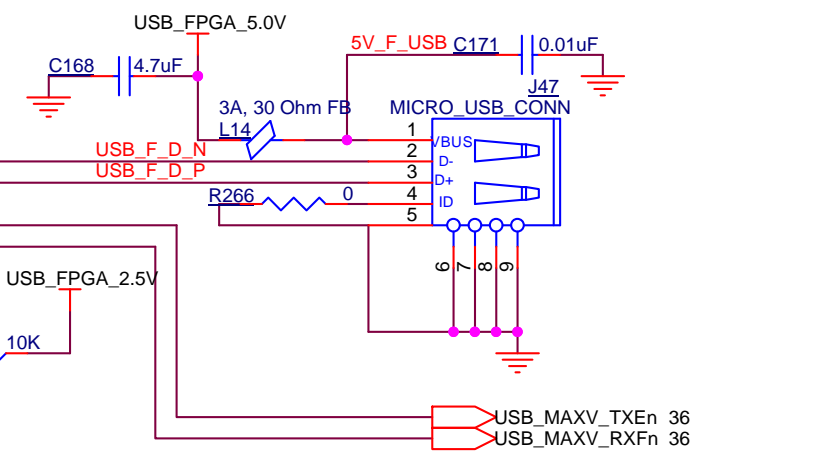 USB_FPGA_5.0V
5V_F_USB C171 0.01uF
C168 4.7uF
J47
3A, 30 Ohm FB MICRO_USB_CONN
L14
1 VBUS
USB_F_D_N 2 D-
USB_F_D_P 3 D+
R266 0 4 ID
5
6 7 8 9
USB_FPGA_2.5V
10K
USB_MAXV_TXEn 36
USB_MAXV_RXFn 36